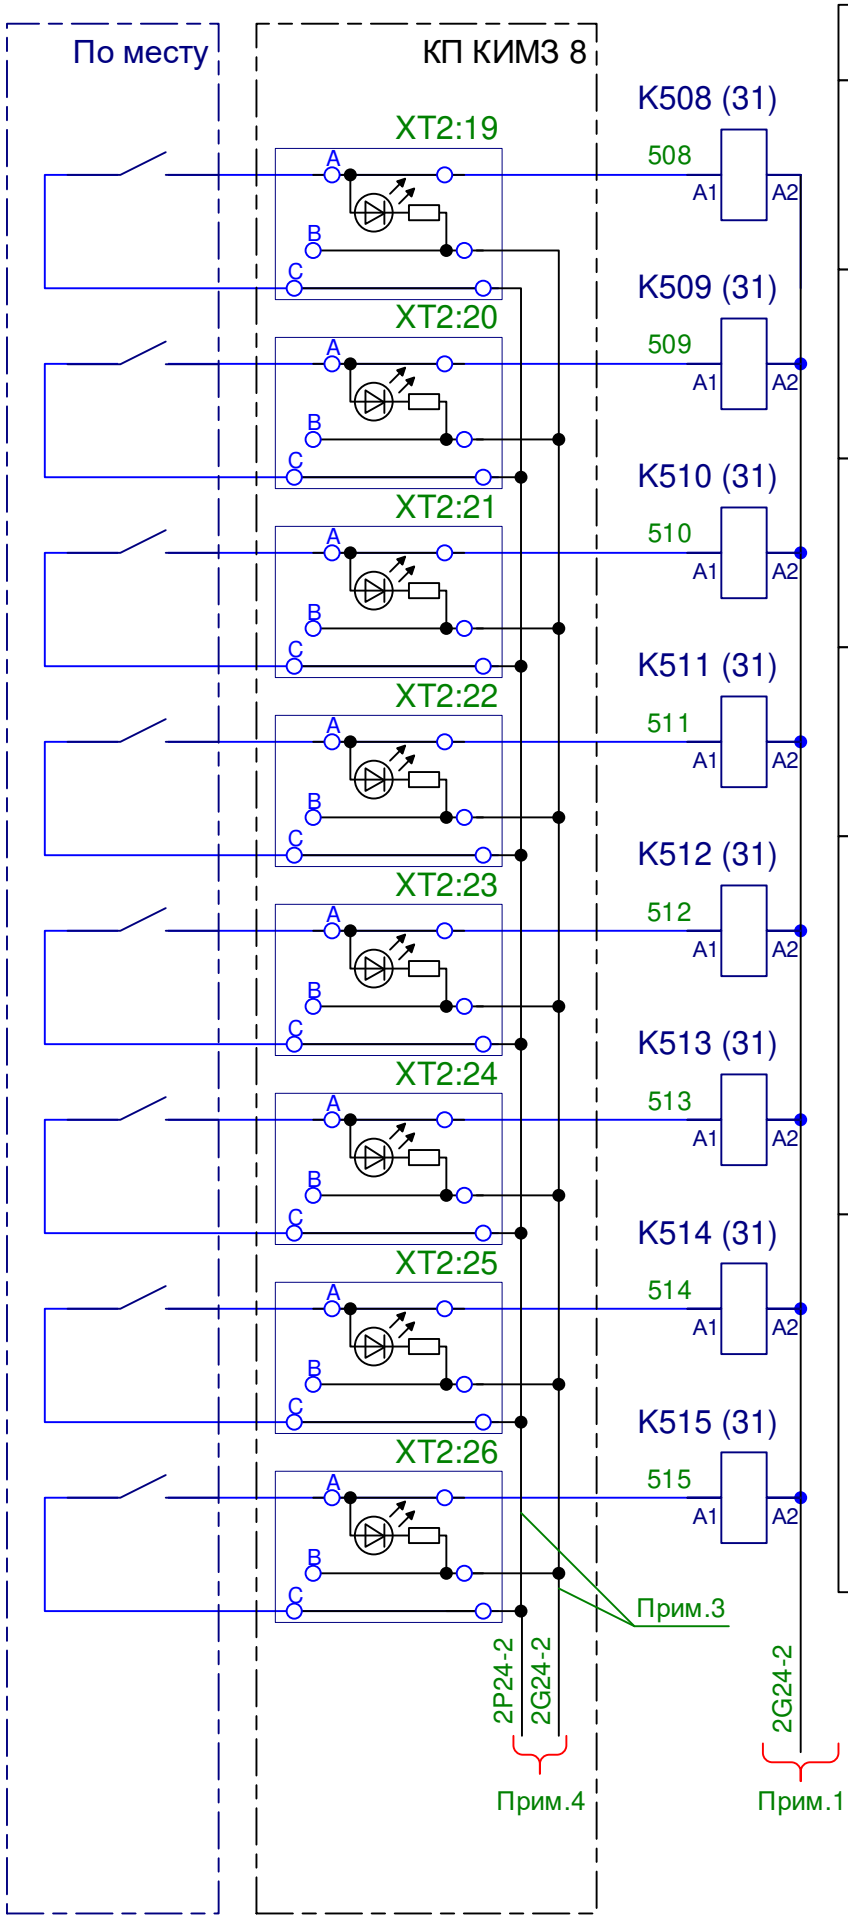 По месту
КП КИМЗ 8
K508 (31)
XT2:19
508
A
A1
A2
B
C
K509 (31)
XT2:20
509
A
A1
A2
B
C
K510 (31)
XT2:21
510
A
A1
A2
B
C
K511 (31)
XT2:22
511
A
A1
A2
B
C
K512 (31)
XT2:23
512
A
A1
A2
B
C
K513 (31)
XT2:24
513
A
A1
A2
B
C
K514 (31)
XT2:25
514
A
A1
A2
B
C
K515 (31)
XT2:26
515
A
A1
A2
B
C
Прим.3
2P24-2
2G24-2
2G24-2
Прим.4
Прим.1